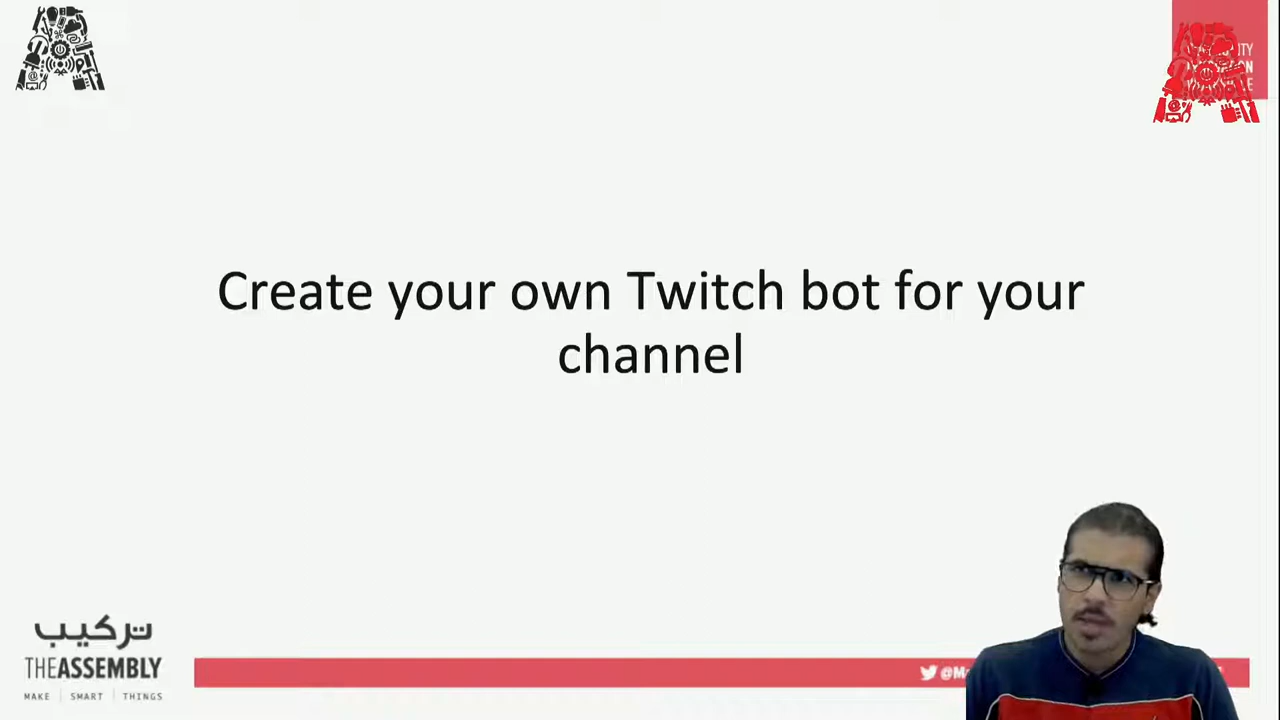 Create your own Twitch bot for your
channel
تركيب
THEASSEMBLY
MAKE | SMART | THINGS